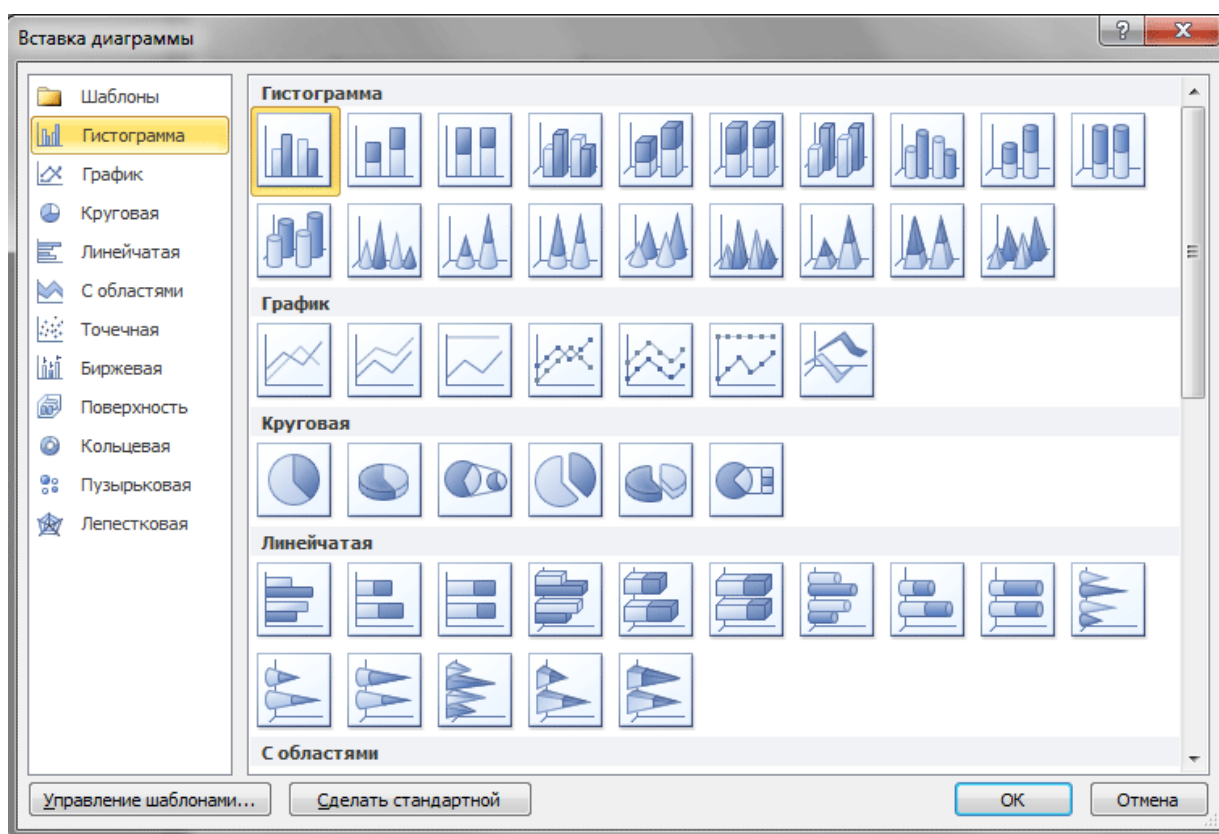 Вставка диаграммы
Шаблоны
Гистограмма
График
Круговая
Линейчатая
С областями
Точечная
Биржевая
Поверхность
Кольцевая
Пузырьковая
Лепестковая
Гистограмма
График
Круговая
Линейчатая
С областями
Управление шаблонами...
Сделать стандартной
ОК
Отмена